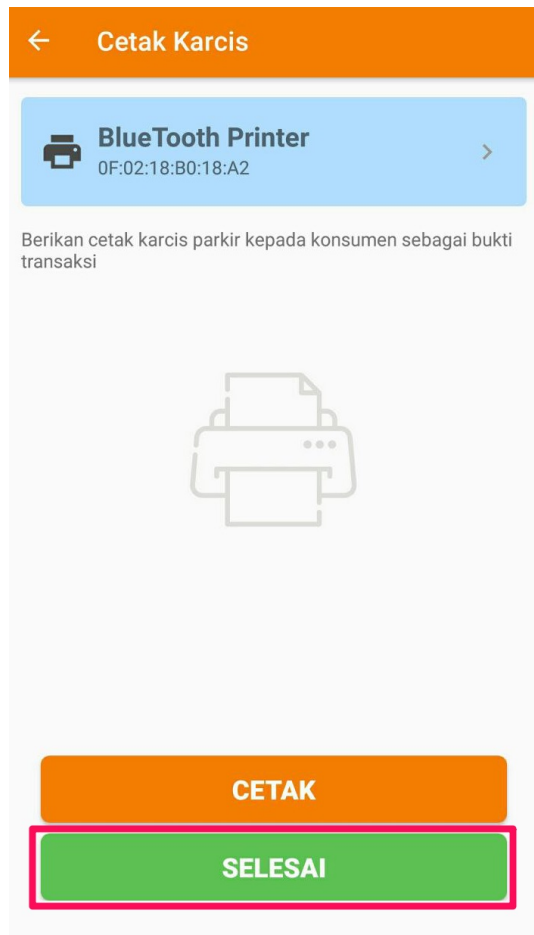 Cetak Karcis
BlueTooth Printer
0F:02:18:B0:18:A2
Berikan cetak karcis parkir kepada konsumen sebagai bukti
transaksi
CETAK
SELESAI